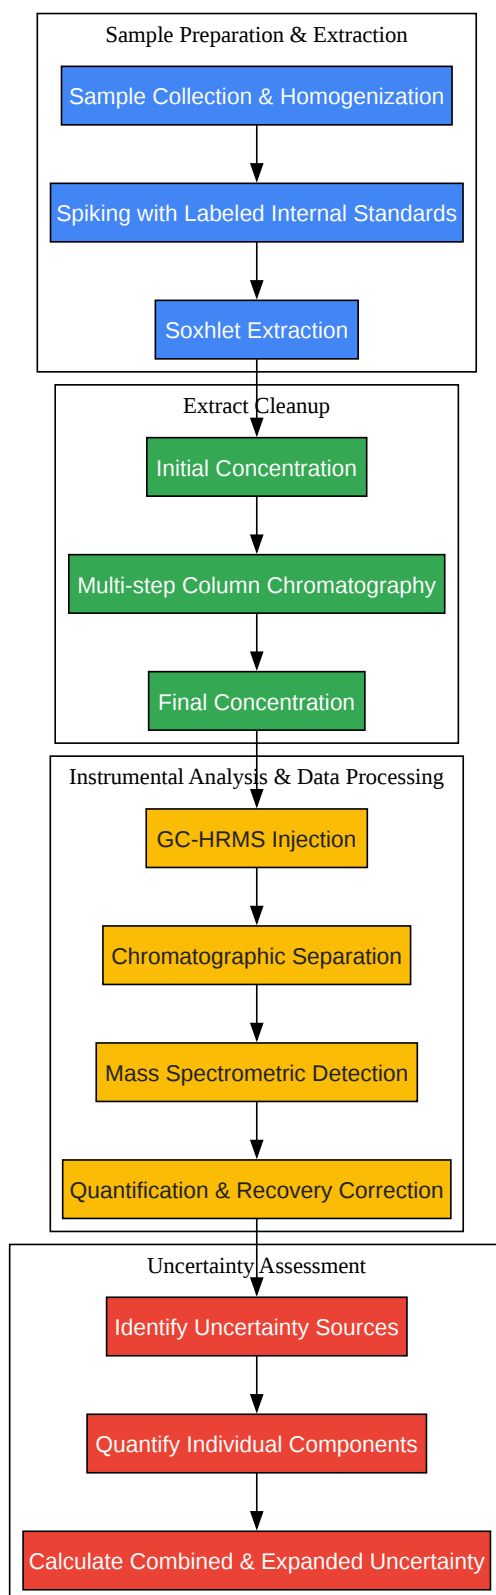 Sample Preparation & Extraction
Sample Collection & Homogenization
Spiking with Labeled Internal Standards
Soxhlet Extraction
Extract Cleanup
Initial Concentration
Multi-step Column Chromatography
Final Concentration
Instrumental Analysis & Data Processing
GC-HRMS Injection
Chromatographic Separation
Mass Spectrometric Detection
Quantification & Recovery Correction
Uncertainty Assessment
Identify Uncertainty Sources
Quantify Individual Components
Calculate Combined & Expanded Uncertainty